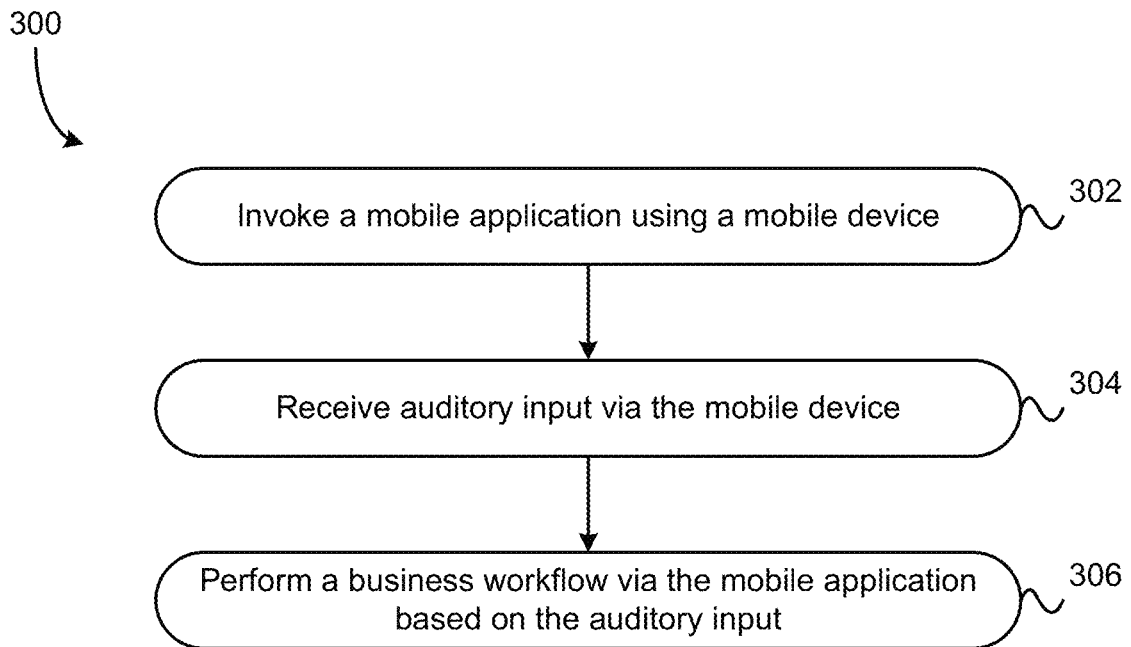 300
Invoke a mobile application using a mobile device
302
Receive auditory input via the mobile device
304
Perform a business workflow via the mobile application
based on the auditory input
306